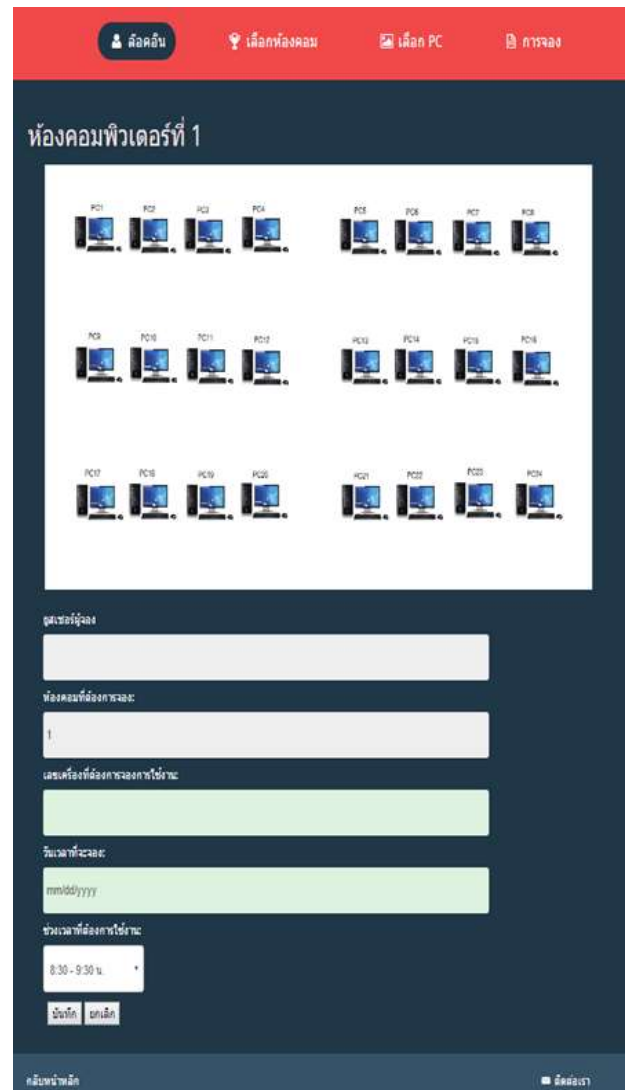 ล๊อคอิน เลือกห้องคอม เลือก PC การจอง
ห้องคอมพิวเตอร์ที่ 1
PC1 PC2 PC3 PC4 PC5 PC6 PC7 PC8
PC9 PC10 PC11 PC12 PC13 PC14 PC15 PC16
PC17 PC18 PC19 PC20 PC21 PC22 PC23 PC24
ยูสเซอร์ผู้จอง
ห้องคอมที่ต้องการจอง:
1
เลขเครื่องที่ต้องการจองการใช้งาน:
วันเวลาที่จะจอง:
mm/dd/yyyy
ช่วงเวลาที่ต้องการใช้งาน:
8:30 - 9:30 น.
บันทึก ยกเลิก
กลับหน้าหลัก ติดต่อเรา